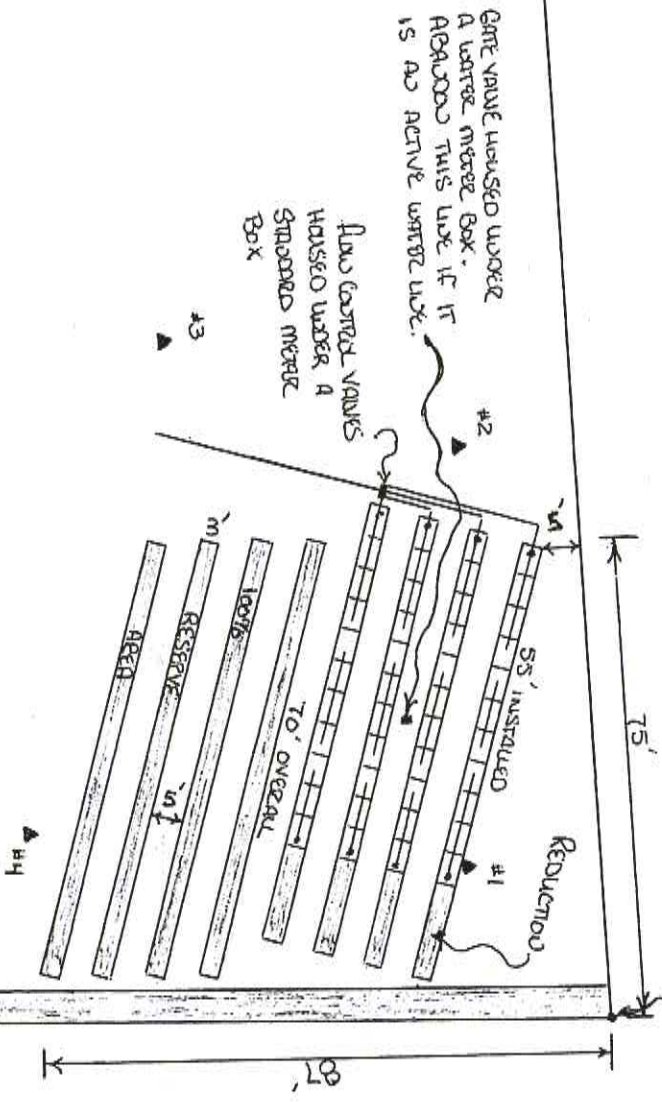 GATE VALVE HOUSED UNDER
A WATER METER BOX.
ABANDON THIS LINE IF IT
IS AN ACTIVE WATER LINE.
FLOW CONTROL VALVES
HOUSED UNDER A
STANDARD METER
BOX
#3
#2
5'
75'
55' INSTALLED
#1
REDUCTION
3'
70' OVERALL
100%
RESERVE
AREA
5'
#4
87'